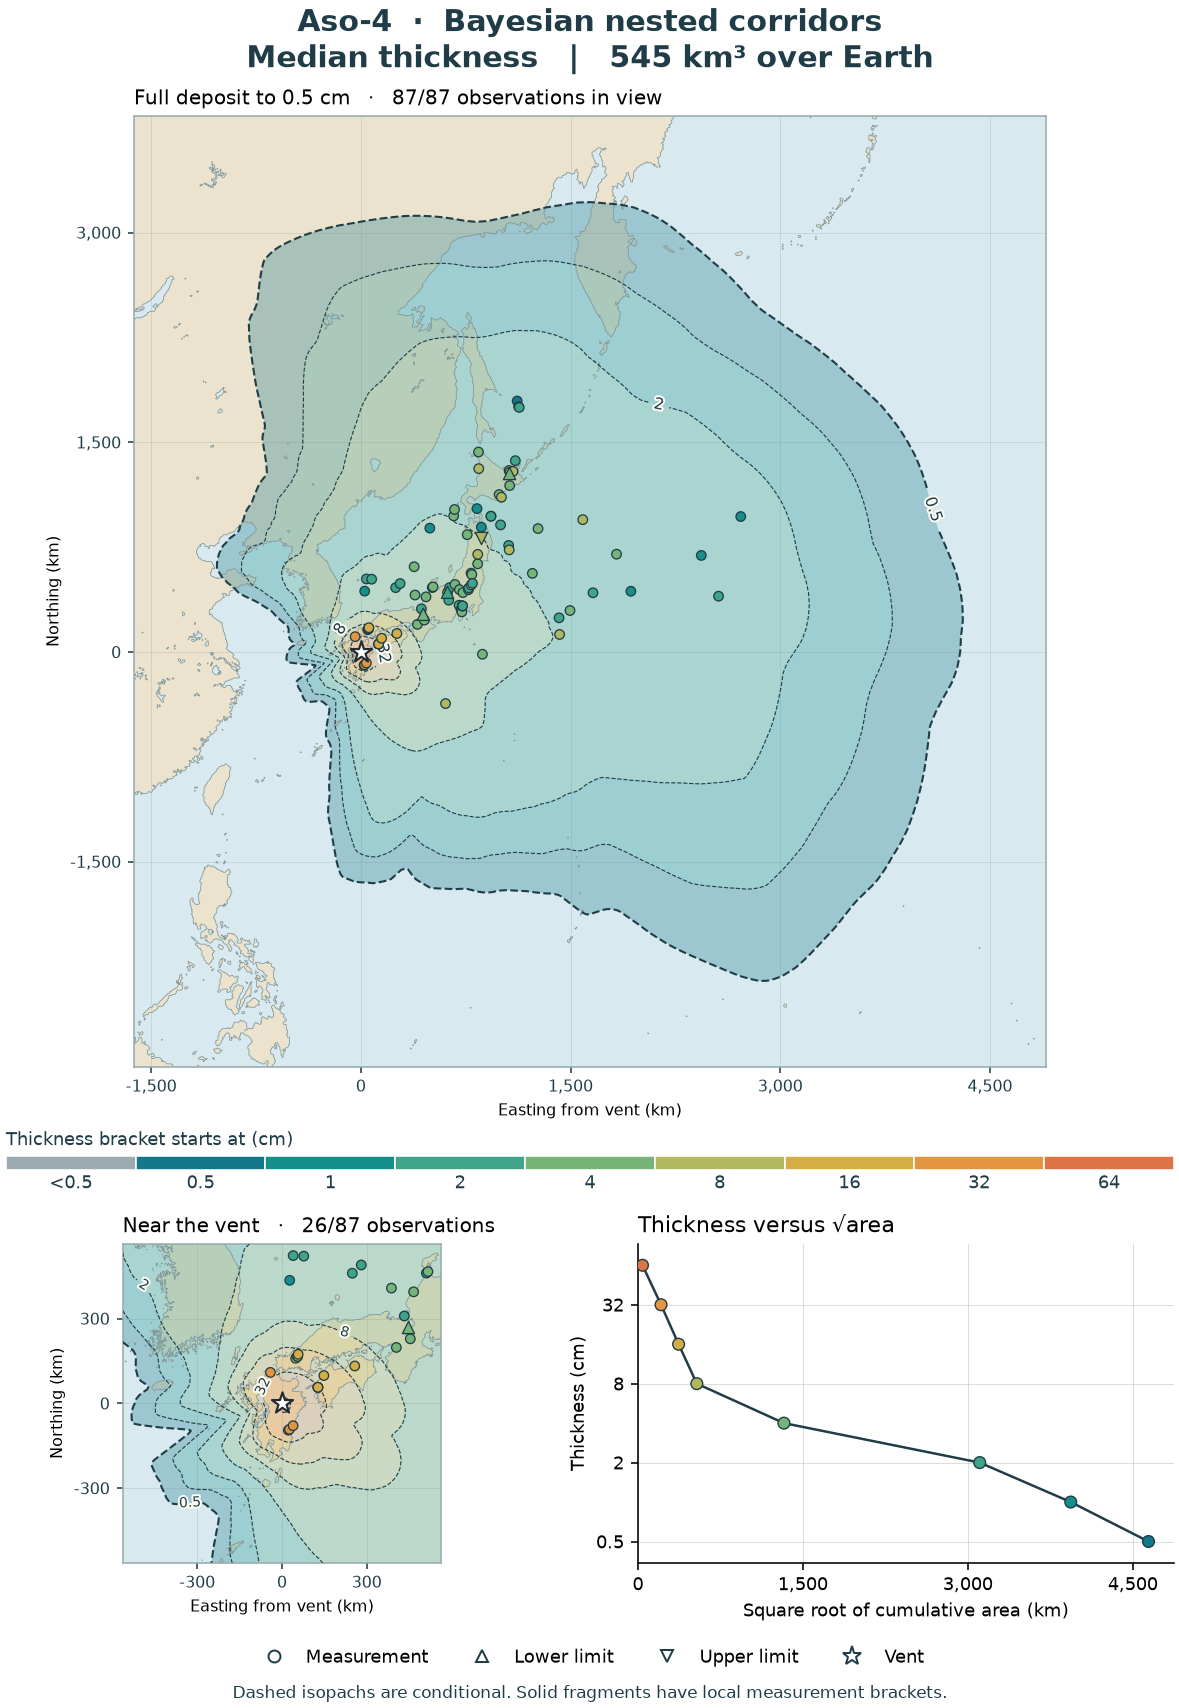 Aso-4 · Bayesian nested corridors
Median thickness | 545 km³ over Earth
Full deposit to 0.5 cm · 87/87 observations in view
Northing (km)
3,000
1,500
0
-1,500
2
0.5
8
32
-1,500
0
1,500
3,000
4,500
Easting from vent (km)
Thickness bracket starts at (cm)
<0.5
0.5
1
2
4
8
16
32
64
Near the vent · 26/87 observations
Northing (km)
300
0
-300
2
8
32
0.5
-300
0
300
Easting from vent (km)
Thickness versus √area
Thickness (cm)
32
8
2
0.5
0
1,500
3,000
4,500
Square root of cumulative area (km)
Measurement
Lower limit
Upper limit
Vent
Dashed isopachs are conditional. Solid fragments have local measurement brackets.